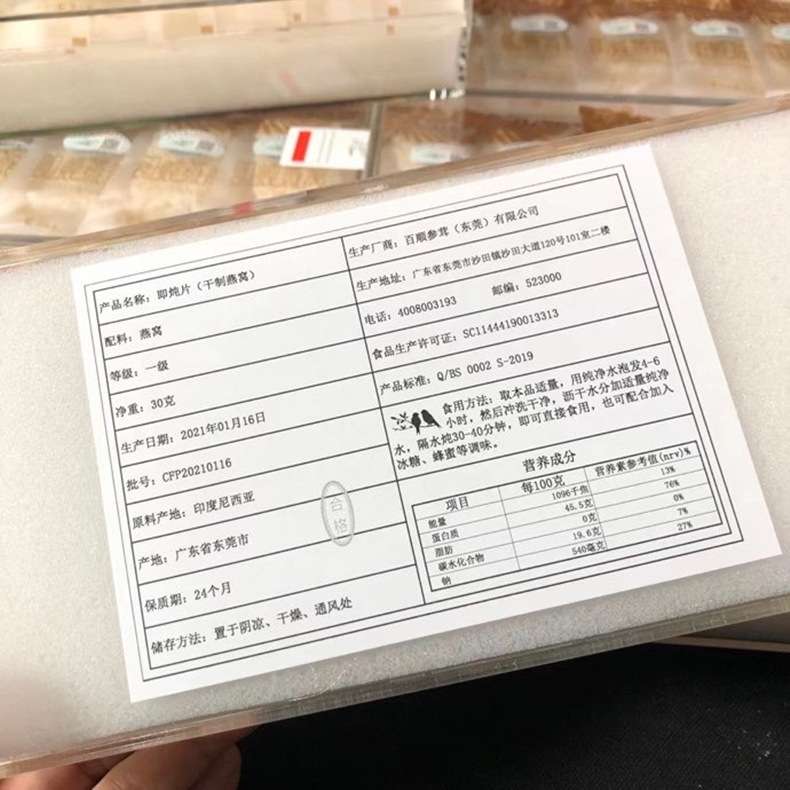 产品名称：即炖片（干制燕窝）
配料：燕窝
等级：一级
净重：30克
生产日期：2021年01月16日
批号：CFP20210116
原料产地：印度尼西亚
产地：广东省东莞市
保质期：24个月
储存方法：置于阴凉、干燥、通风处
合格
生产厂商：百顺参茸（东莞）有限公司
生产地址：广东省东莞市沙田镇沙田大道120号101室二楼
电话：4008003193 邮编：523000
食品生产许可证：SC11444190013313
产品标准：Q/BS 0002 S-2019
食用方法：取本品适量，用纯净水泡发4-6
小时，然后冲洗干净，沥干水分加适量纯净
水，隔水炖30-40分钟，即可直接食用，也可配合加入
冰糖、蜂蜜等调味。
营养成分
项目 每100克 营养素参考值(nrv)%
能量 1096千焦 13%
蛋白质 45.5克 76%
脂肪 0克 0%
碳水化合物 19.6克 7%
钠 540毫克 27%